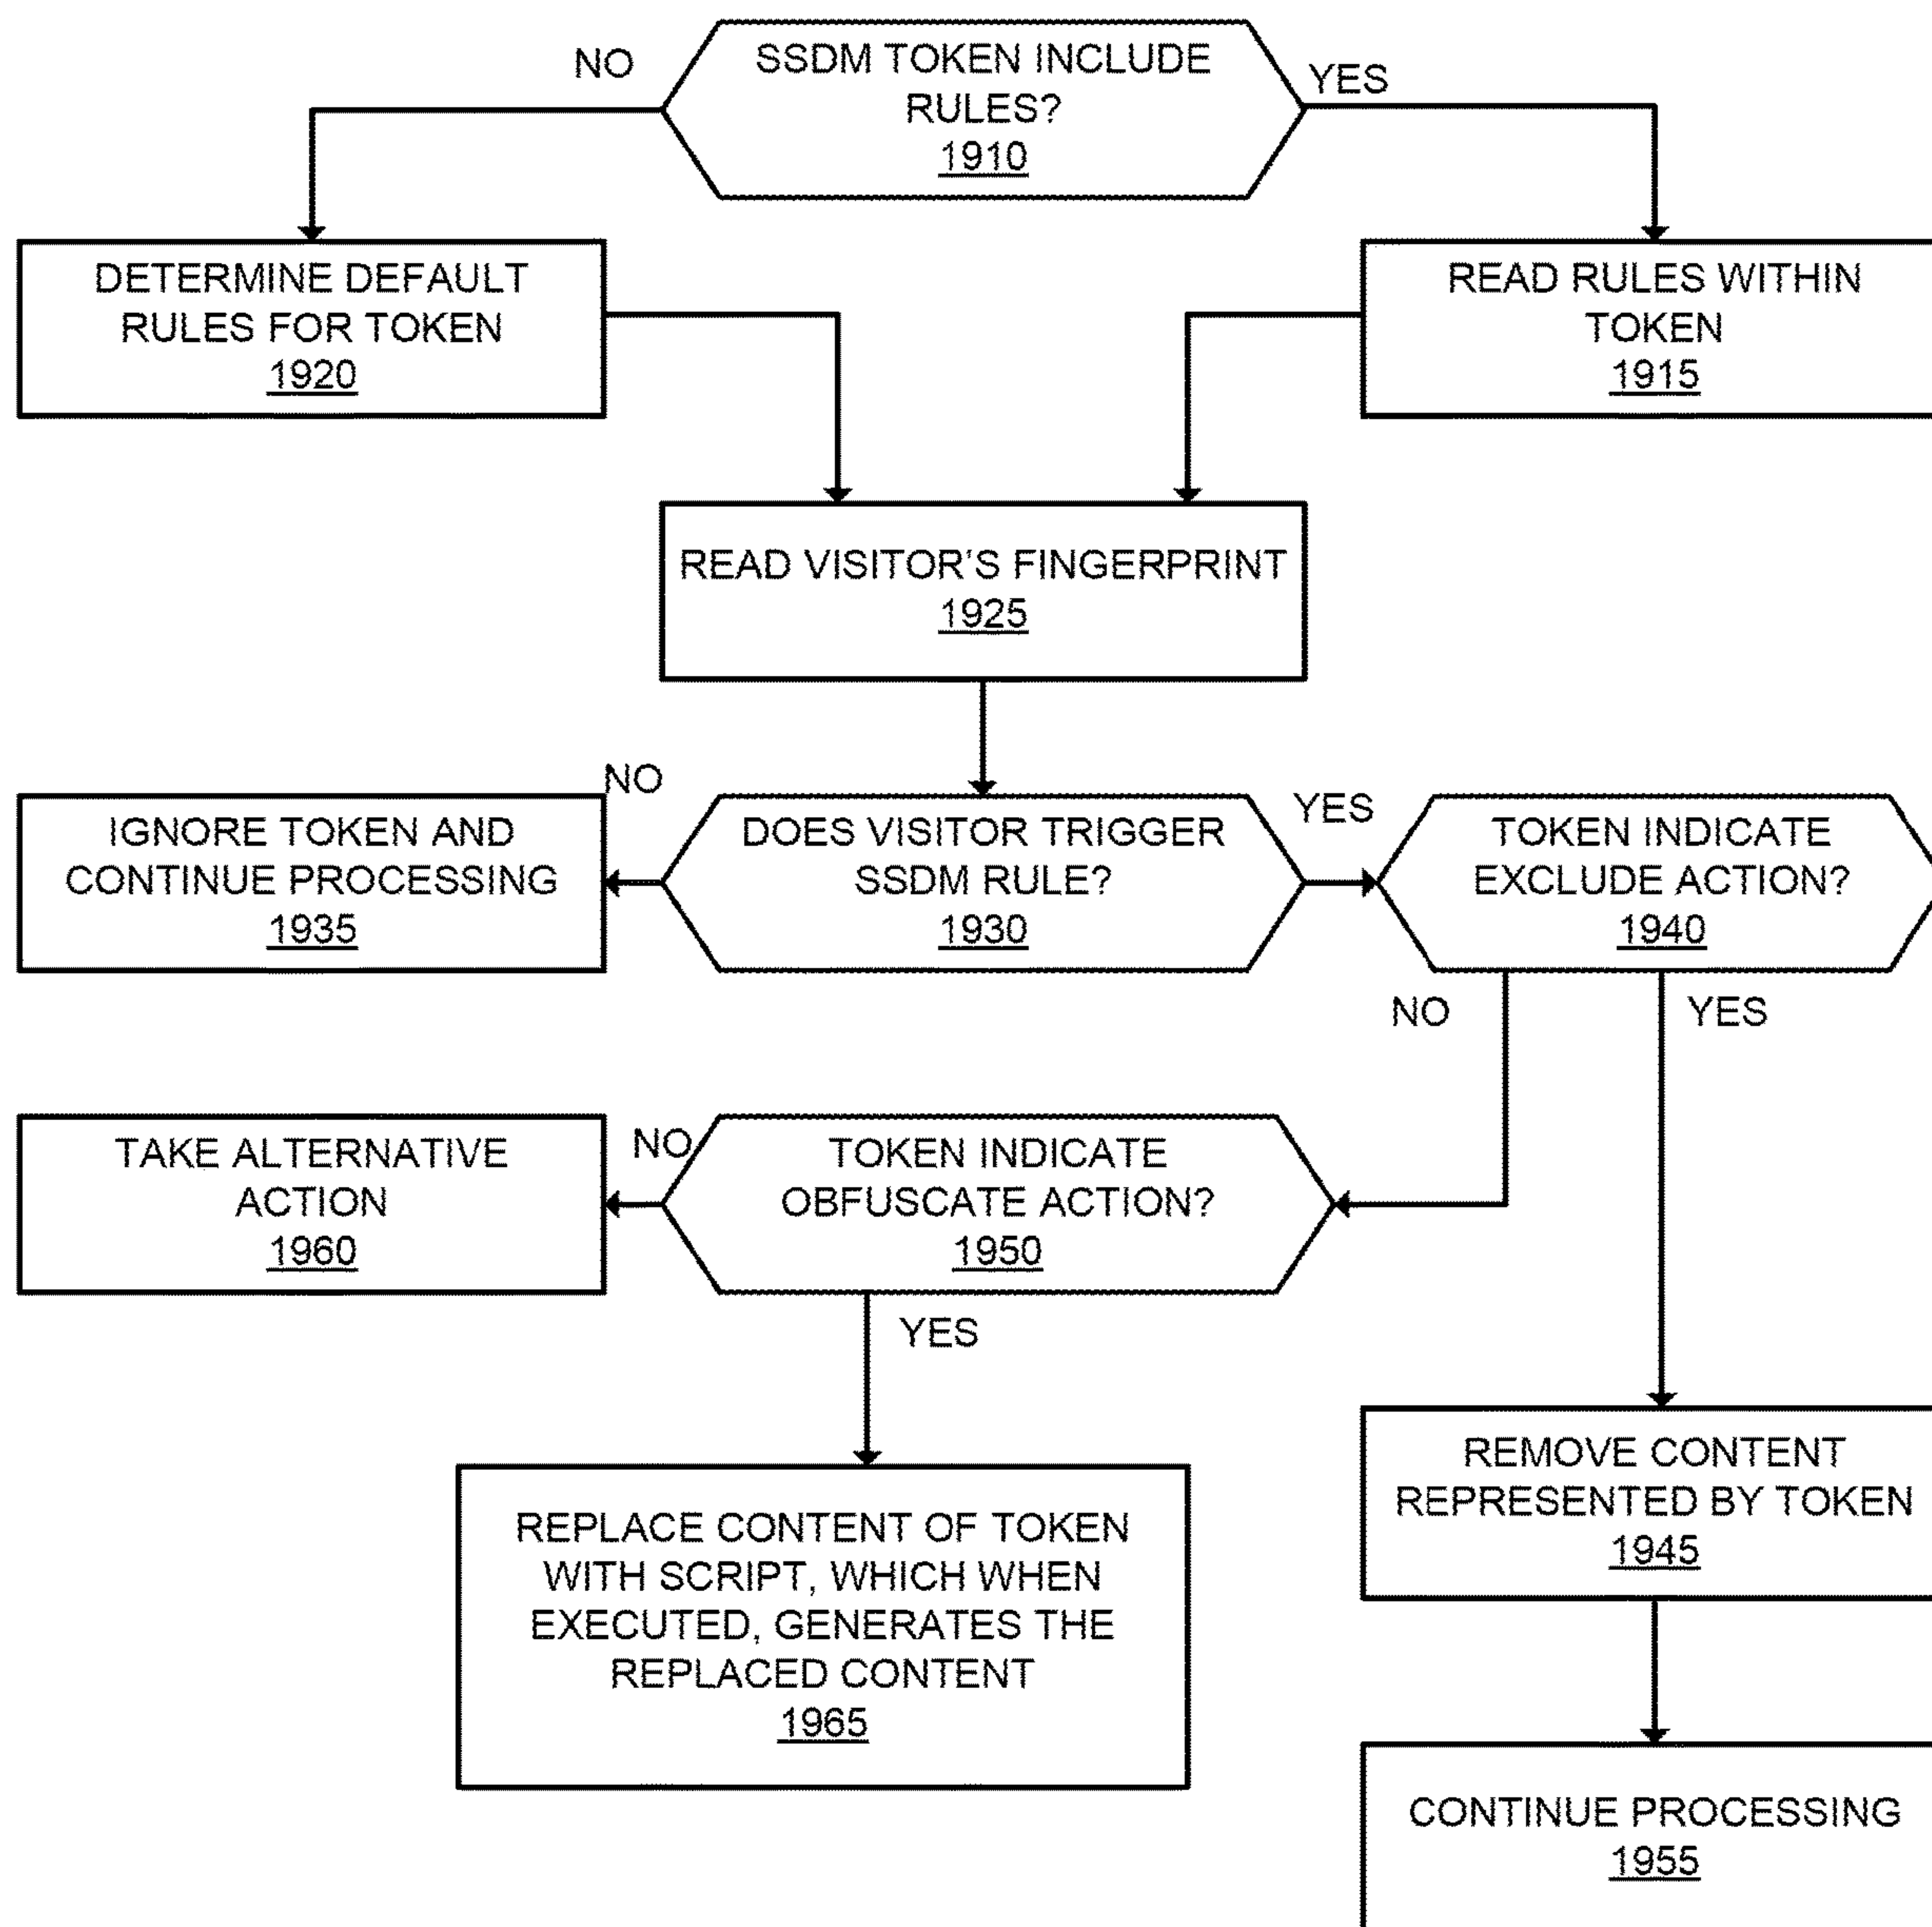 NO
SSDM TOKEN INCLUDE
RULES?
1910
YES
DETERMINE DEFAULT
RULES FOR TOKEN
1920
READ RULES WITHIN
TOKEN
1915
READ VISITOR'S FINGERPRINT
1925
NO
IGNORE TOKEN AND
CONTINUE PROCESSING
1935
DOES VISITOR TRIGGER
SSDM RULE?
1930
YES
TOKEN INDICATE
EXCLUDE ACTION?
1940
NO
YES
TAKE ALTERNATIVE
ACTION
1960
NO
TOKEN INDICATE
OBFUSCATE ACTION?
1950
YES
REPLACE CONTENT OF TOKEN
WITH SCRIPT, WHICH WHEN
EXECUTED, GENERATES THE
REPLACED CONTENT
1965
REMOVE CONTENT
REPRESENTED BY TOKEN
1945
CONTINUE PROCESSING
1955